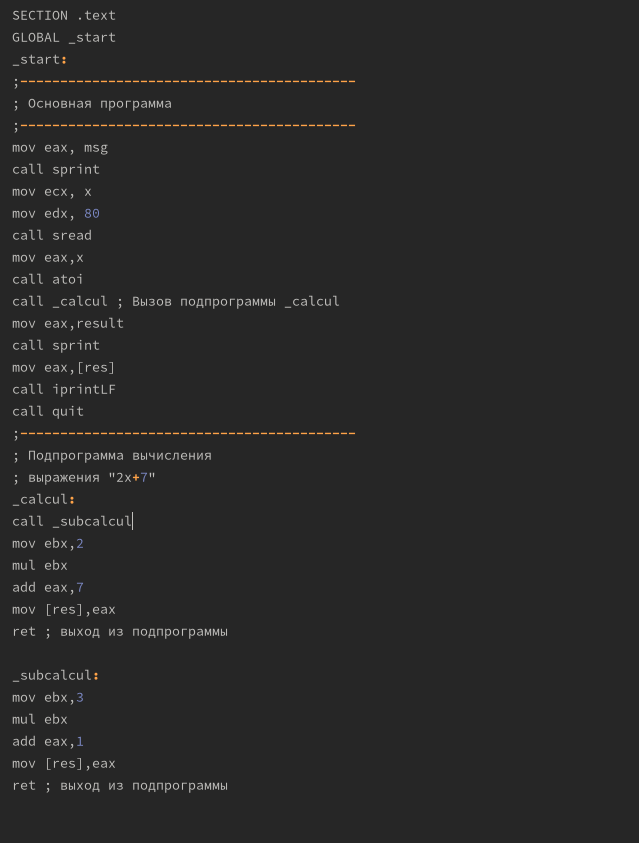 SECTION .text
GLOBAL _start
_start:
;------------------------------------------
; Основная программа
;------------------------------------------
mov eax, msg
call sprint
mov ecx, x
mov edx, 80
call sread
mov eax,x
call atoi
call _calcul ; Вызов подпрограммы _calcul
mov eax,result
call sprint
mov eax,[res]
call iprintLF
call quit
;------------------------------------------
; Подпрограмма вычисления
; выражения "2x+7"
_calcul:
call _subcalcul
mov ebx,2
mul ebx
add eax,7
mov [res],eax
ret ; выход из подпрограммы
_subcalcul:
mov ebx,3
mul ebx
add eax,1
mov [res],eax
ret ; выход из подпрограммы